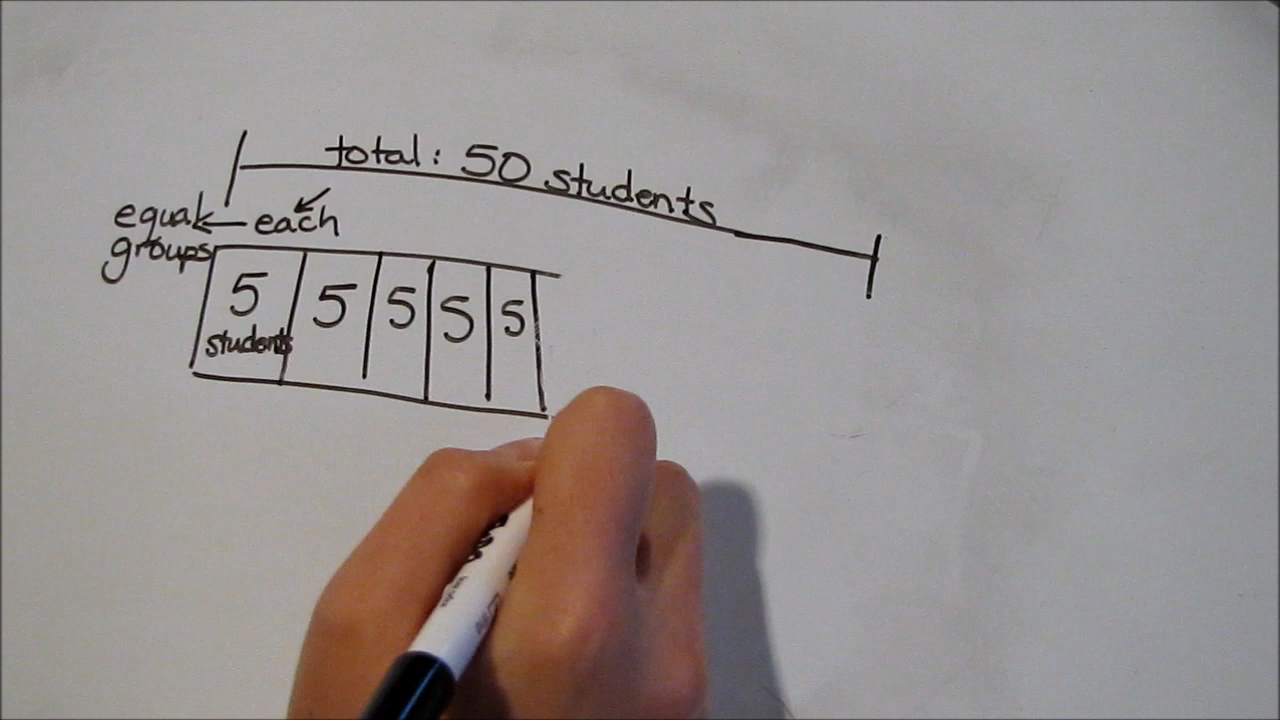 total: 50 students
equal ← each
groups
5 5 5 5 5
students